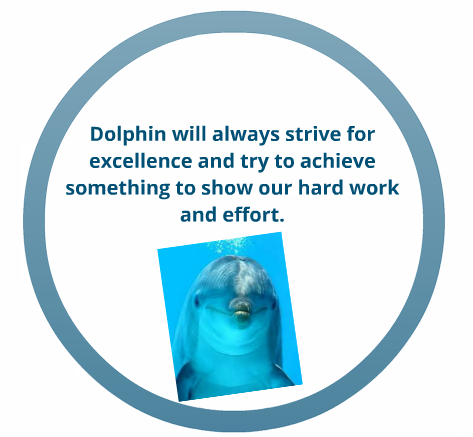 Dolphin will always strive for
excellence and try to achieve
something to show our hard work
and effort.